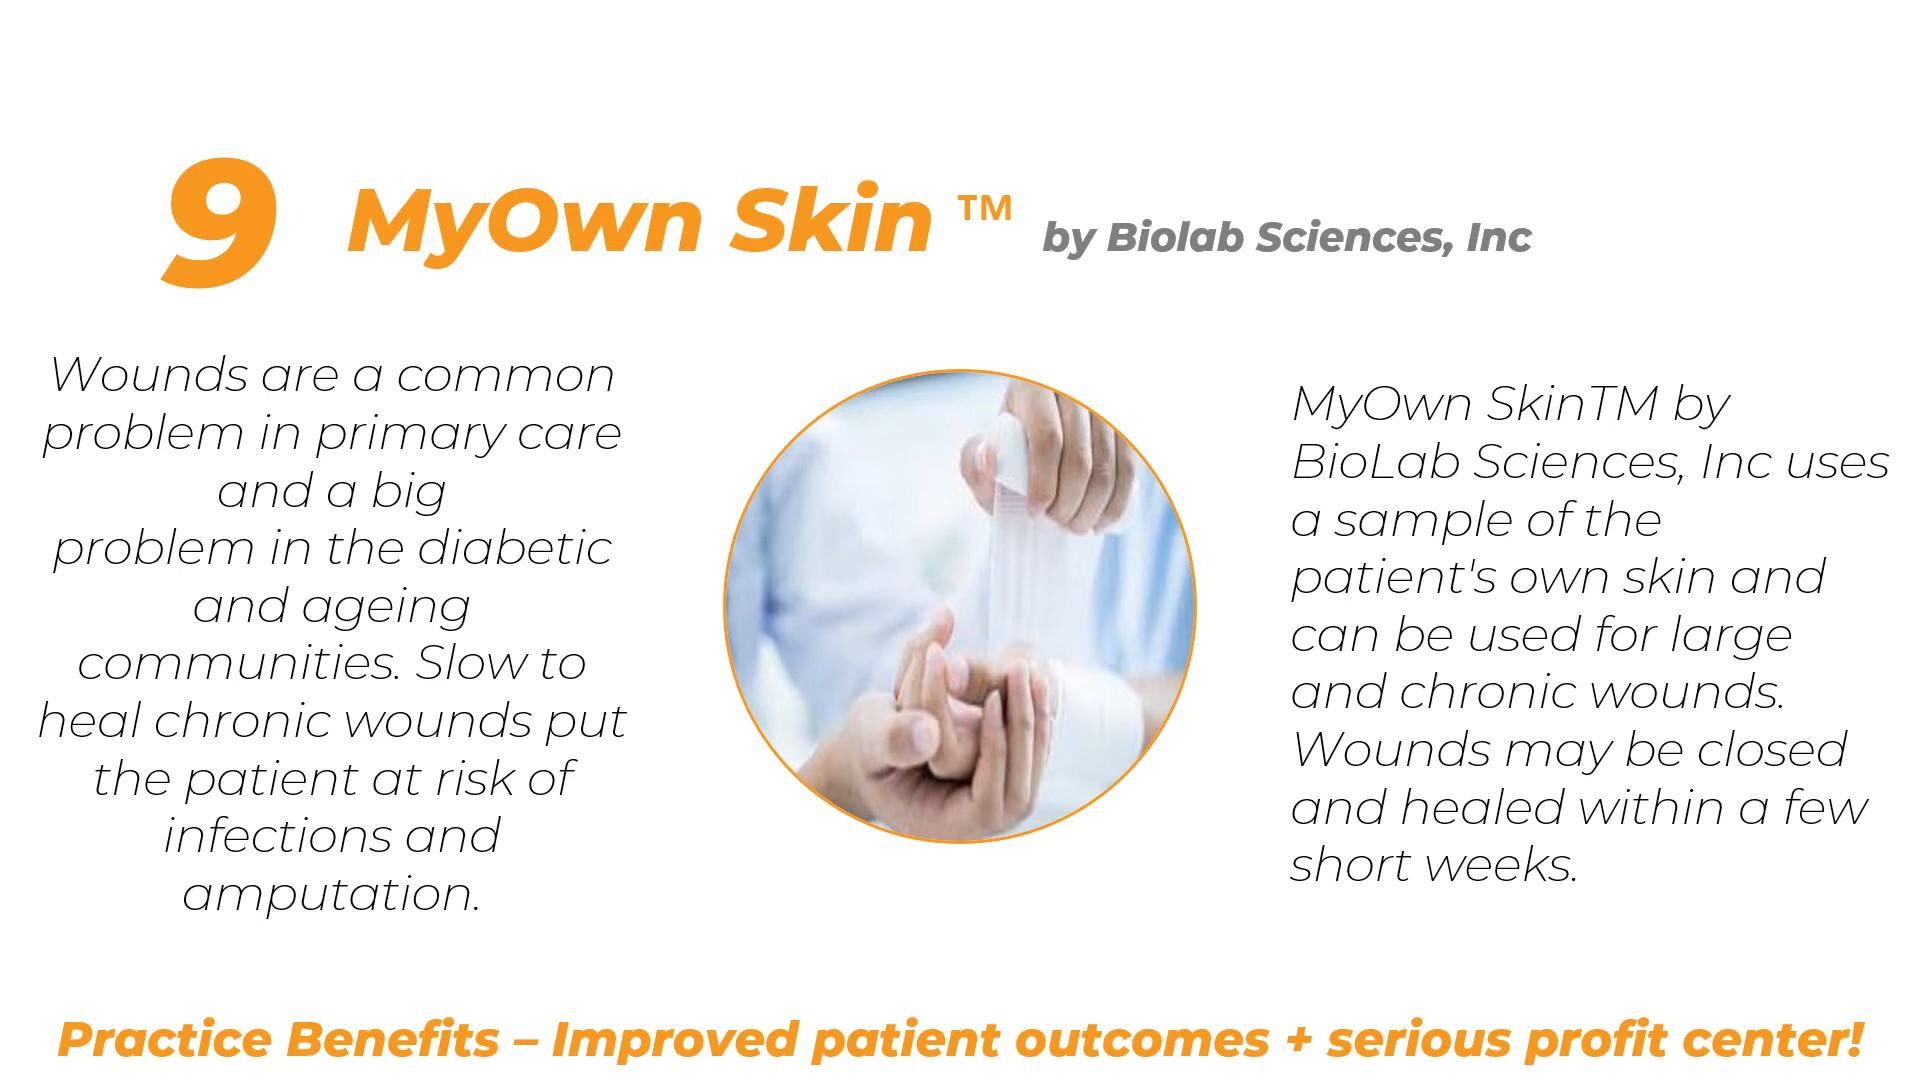 9 MyOwn Skin ™ by Biolab Sciences, Inc
Wounds are a common
problem in primary care
and a big
problem in the diabetic
and ageing
communities. Slow to
heal chronic wounds put
the patient at risk of
infections and
amputation.
MyOwn SkinTM by
BioLab Sciences, Inc uses
a sample of the
patient's own skin and
can be used for large
and chronic wounds.
Wounds may be closed
and healed within a few
short weeks.
Practice Benefits – Improved patient outcomes + serious profit center!